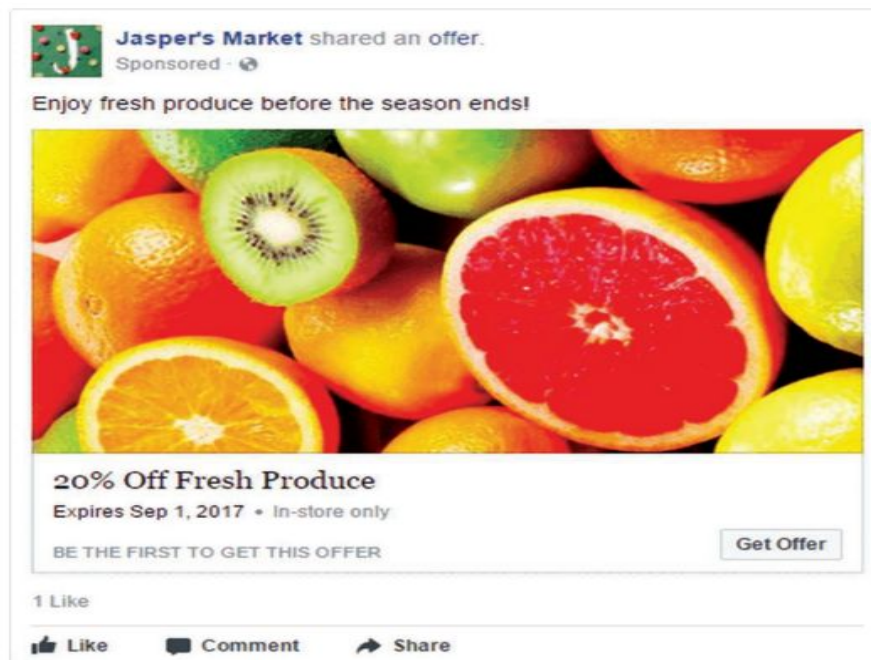 Jasper's Market shared an offer.
Sponsored ·
Enjoy fresh produce before the season ends!
20% Off Fresh Produce
Expires Sep 1, 2017 • In-store only
BE THE FIRST TO GET THIS OFFER
Get Offer
1 Like
Like Comment Share